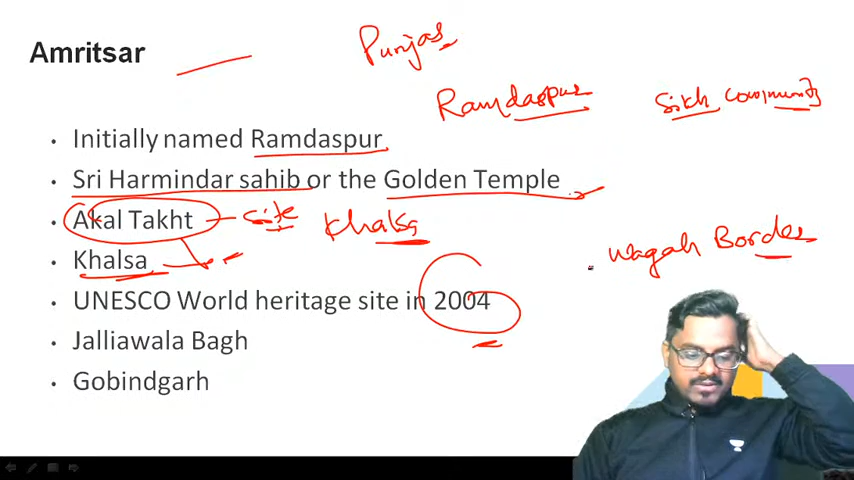 Punjab
Amritsar
Ramdaspur
Sikh community
Initially named Ramdaspur
Sri Harmindar sahib or the Golden Temple
Akal Takht site Khalsa
Khalsa
Wagah Border
UNESCO World heritage site in 2004
Jalliawala Bagh
Gobindgarh